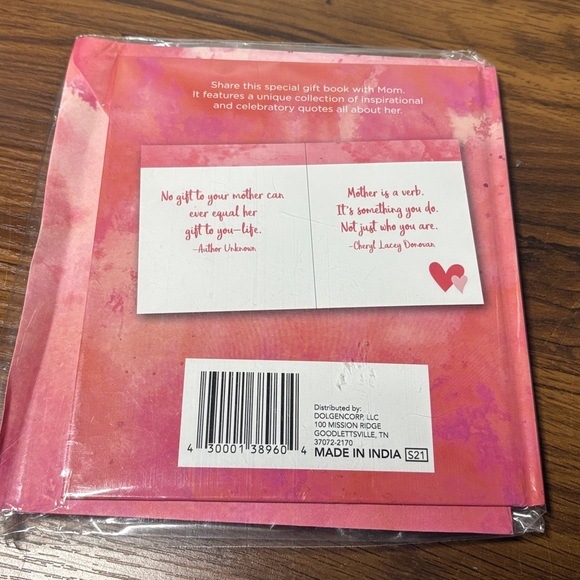 Share this special gift book with Mom.
It features a unique collection of inspirational
and celebratory quotes all about her.
No gift to your mother can
ever equal her
gift to you—life.
-Author Unknown
Mother is a verb.
It's something you do.
Not just who you are.
-Cheryl Lacey Donovan
4 30001 38960 4
Distributed by:
DOLGENCORP, LLC
100 MISSION RIDGE
GOODLETTSVILLE, TN
37072-2170
MADE IN INDIA S21